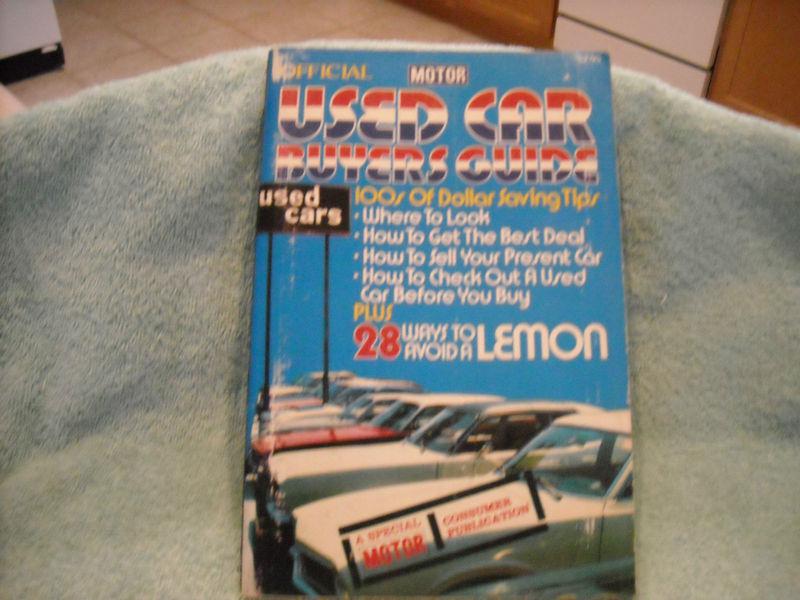 OFFICIAL MOTOR
USED CAR
BUYERS GUIDE
used
cars
100s Of Dollar Saving Tips
• Where To Look
• How To Get The Best Deal
• How To Sell Your Present Car
• How To Check Out A Used
Car Before You Buy
PLUS
28 WAYS TO
AVOID A LEMON
A SPECIAL
MOTOR
CONSUMER
PUBLICATION